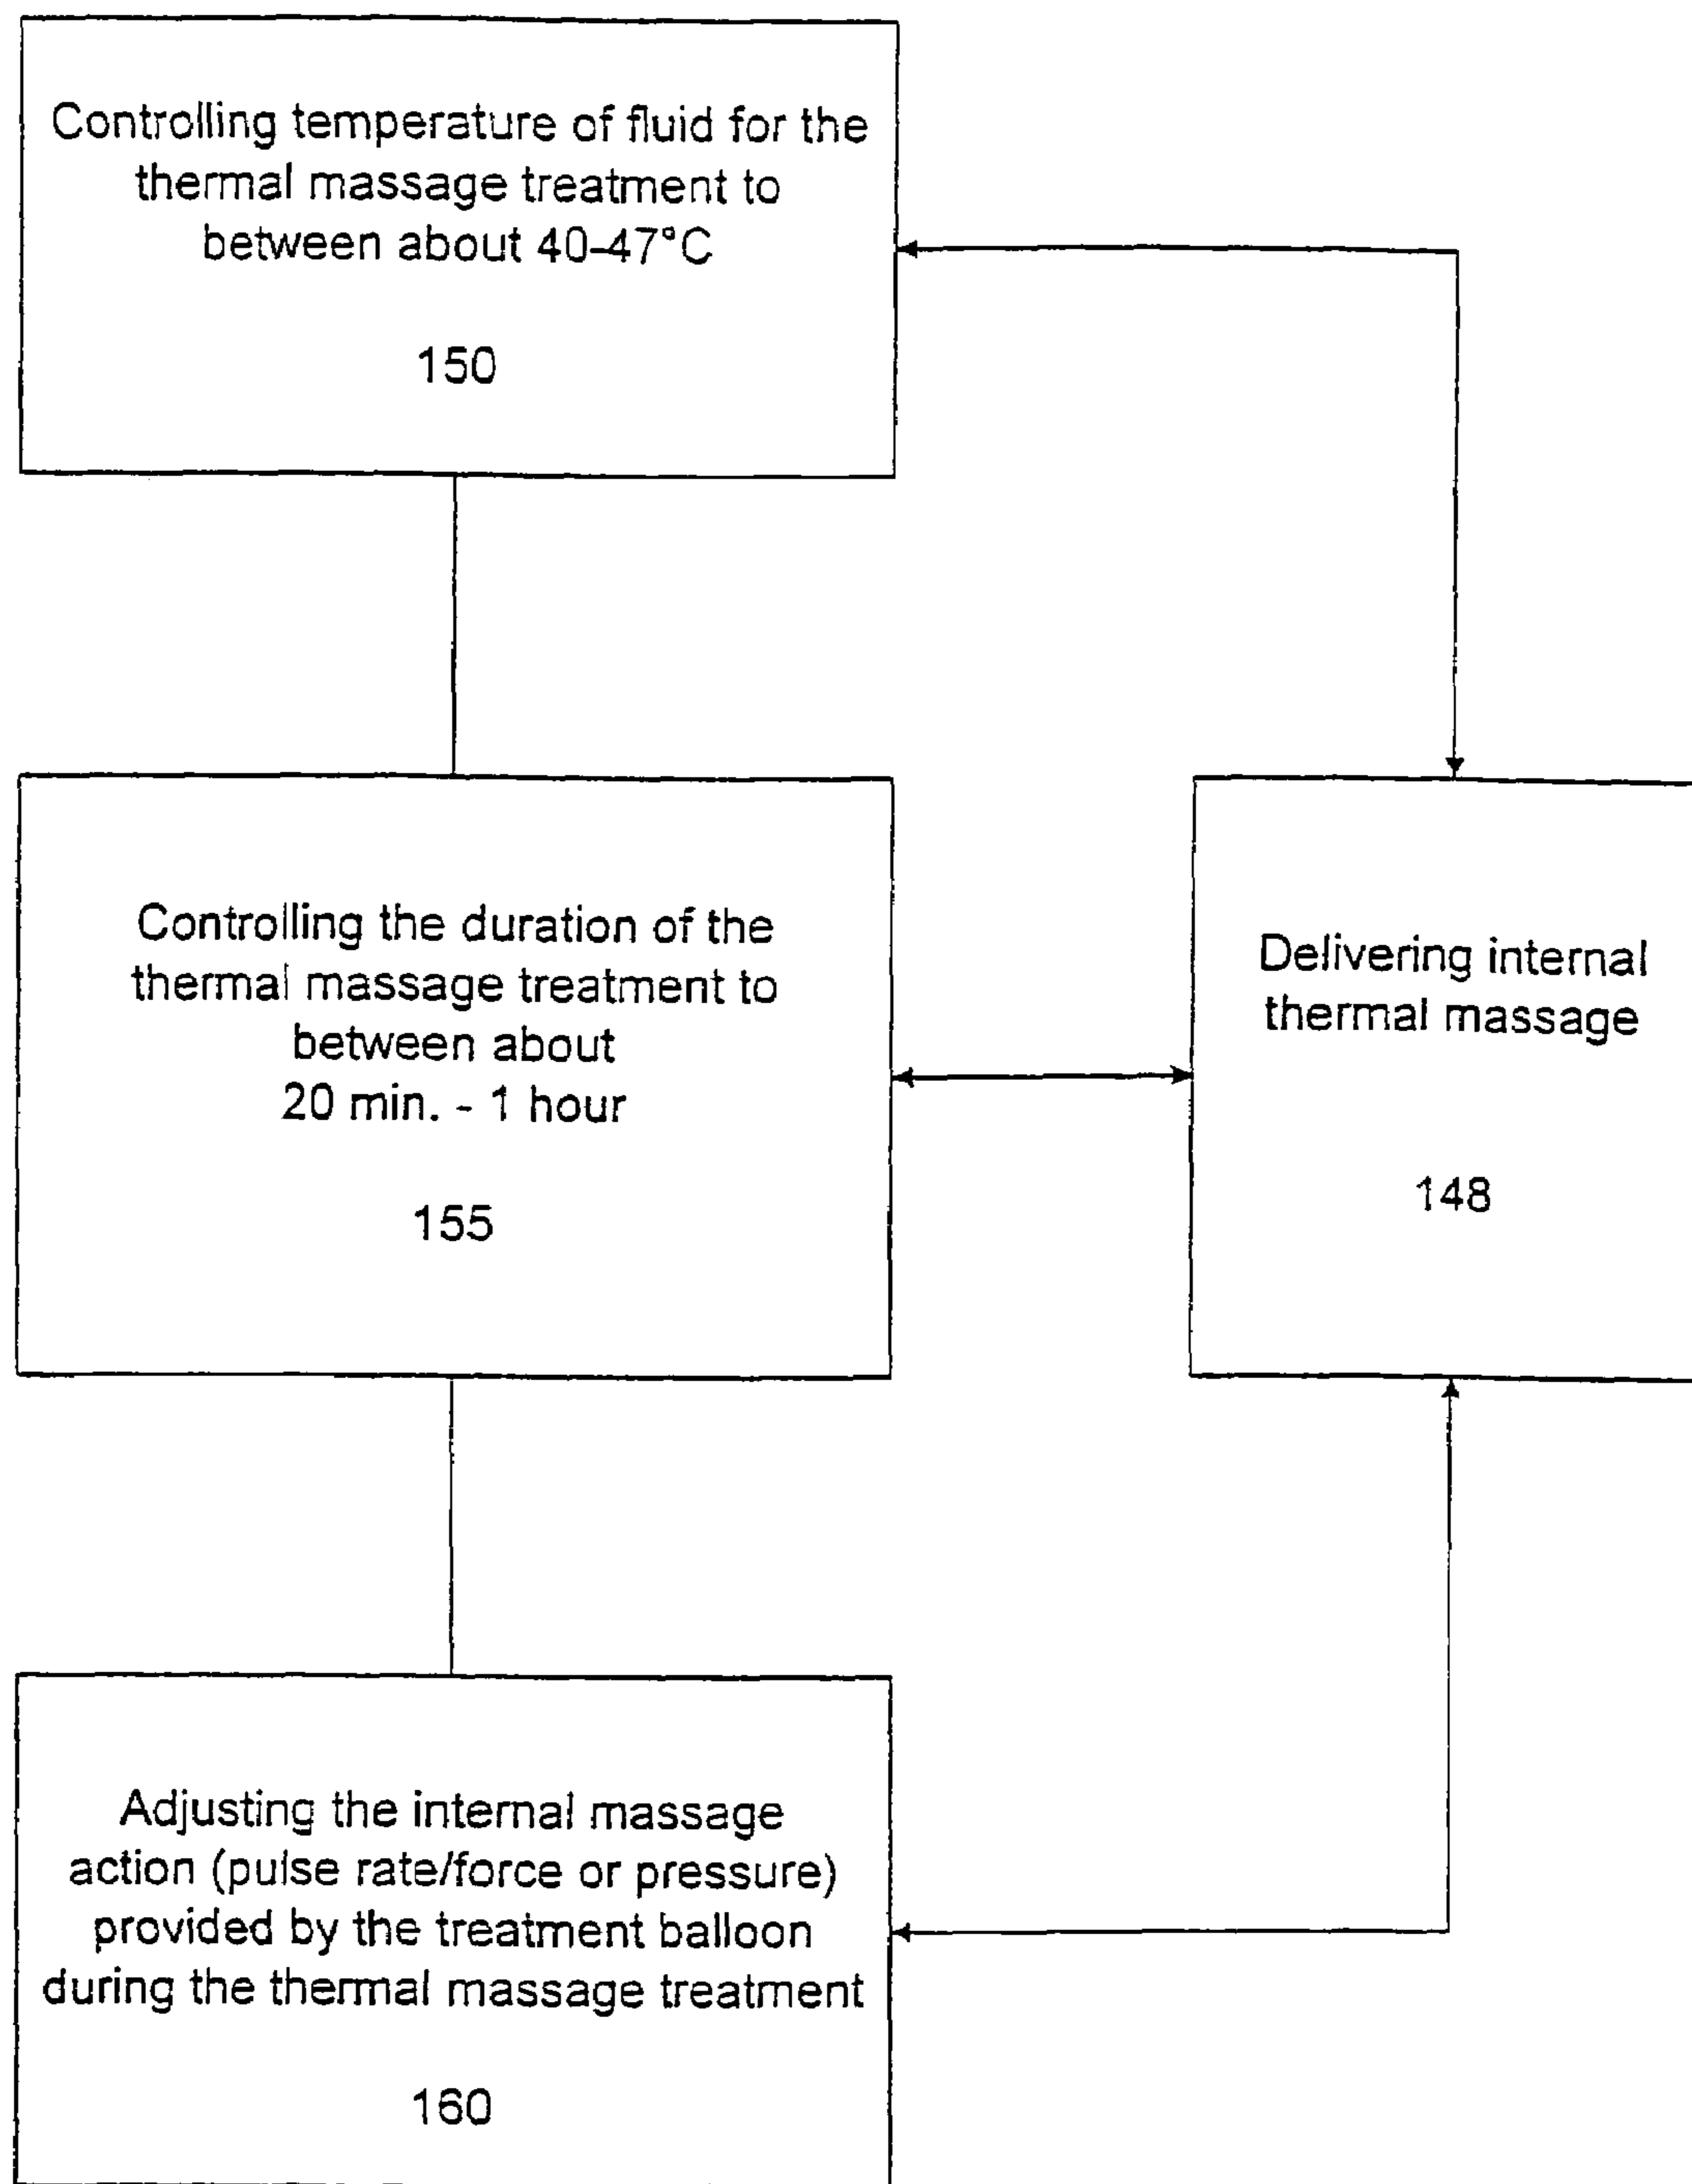 Controlling temperature of fluid for the
thermal massage treatment to
between about 40-47°C
150
Controlling the duration of the
thermal massage treatment to
between about
20 min. - 1 hour
155
Delivering internal
thermal massage
148
Adjusting the internal massage
action (pulse rate/force or pressure)
provided by the treatment balloon
during the thermal massage treatment
160